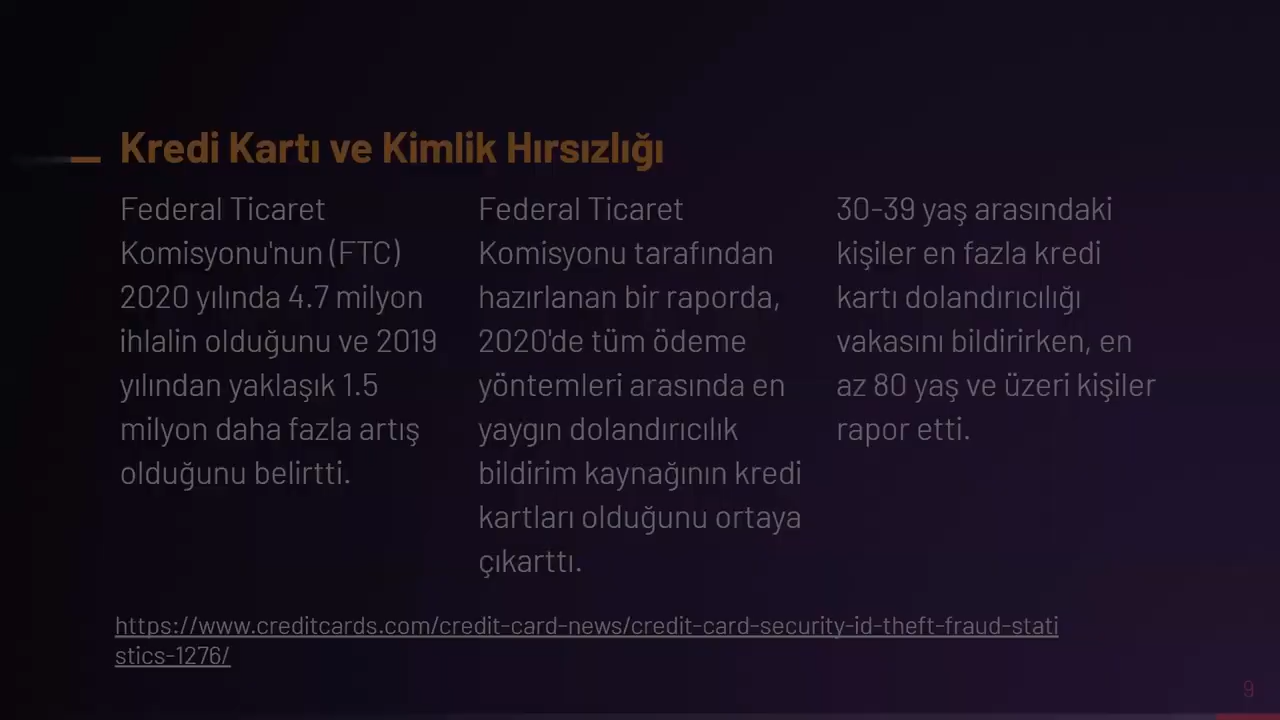 Kredi Kartı ve Kimlik Hırsızlığı
Federal Ticaret
Komisyonu'nun (FTC)
2020 yılında 4.7 milyon
ihlalin olduğunu ve 2019
yılından yaklaşık 1.5
milyon daha fazla artış
olduğunu belirtti.
Federal Ticaret
Komisyonu tarafından
hazırlanan bir raporda,
2020'de tüm ödeme
yöntemleri arasında en
yaygın dolandırıcılık
bildirim kaynağının kredi
kartları olduğunu ortaya
çıkarttı.
30-39 yaş arasındaki
kişiler en fazla kredi
kartı dolandırıcılığı
vakasını bildirirken, en
az 80 yaş ve üzeri kişiler
rapor etti.
https://www.creditcards.com/credit-card-news/credit-card-security-id-theft-fraud-stati
stics-1276/
9